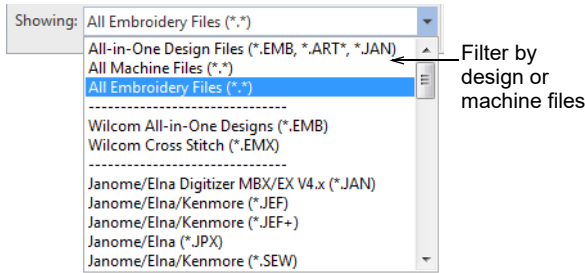 Showing: All Embroidery Files (*.*)
All-in-One Design Files (*.EMB, *.ART*, *.JAN)
All Machine Files (*.*)
All Embroidery Files (*.*)
--------------------------------
Wilcom All-in-One Designs (*.EMB)
Wilcom Cross Stitch (*.EMX)
--------------------------------
Janome/Elna Digitizer MBX/EX V4.x (*.JAN)
Janome/Elna/Kenmore (*.JEF)
Janome/Elna/Kenmore (*.JEF+)
Janome/Elna (*.JPX)
Janome/Elna/Kenmore (*.SEW)
Filter by
design or
machine files